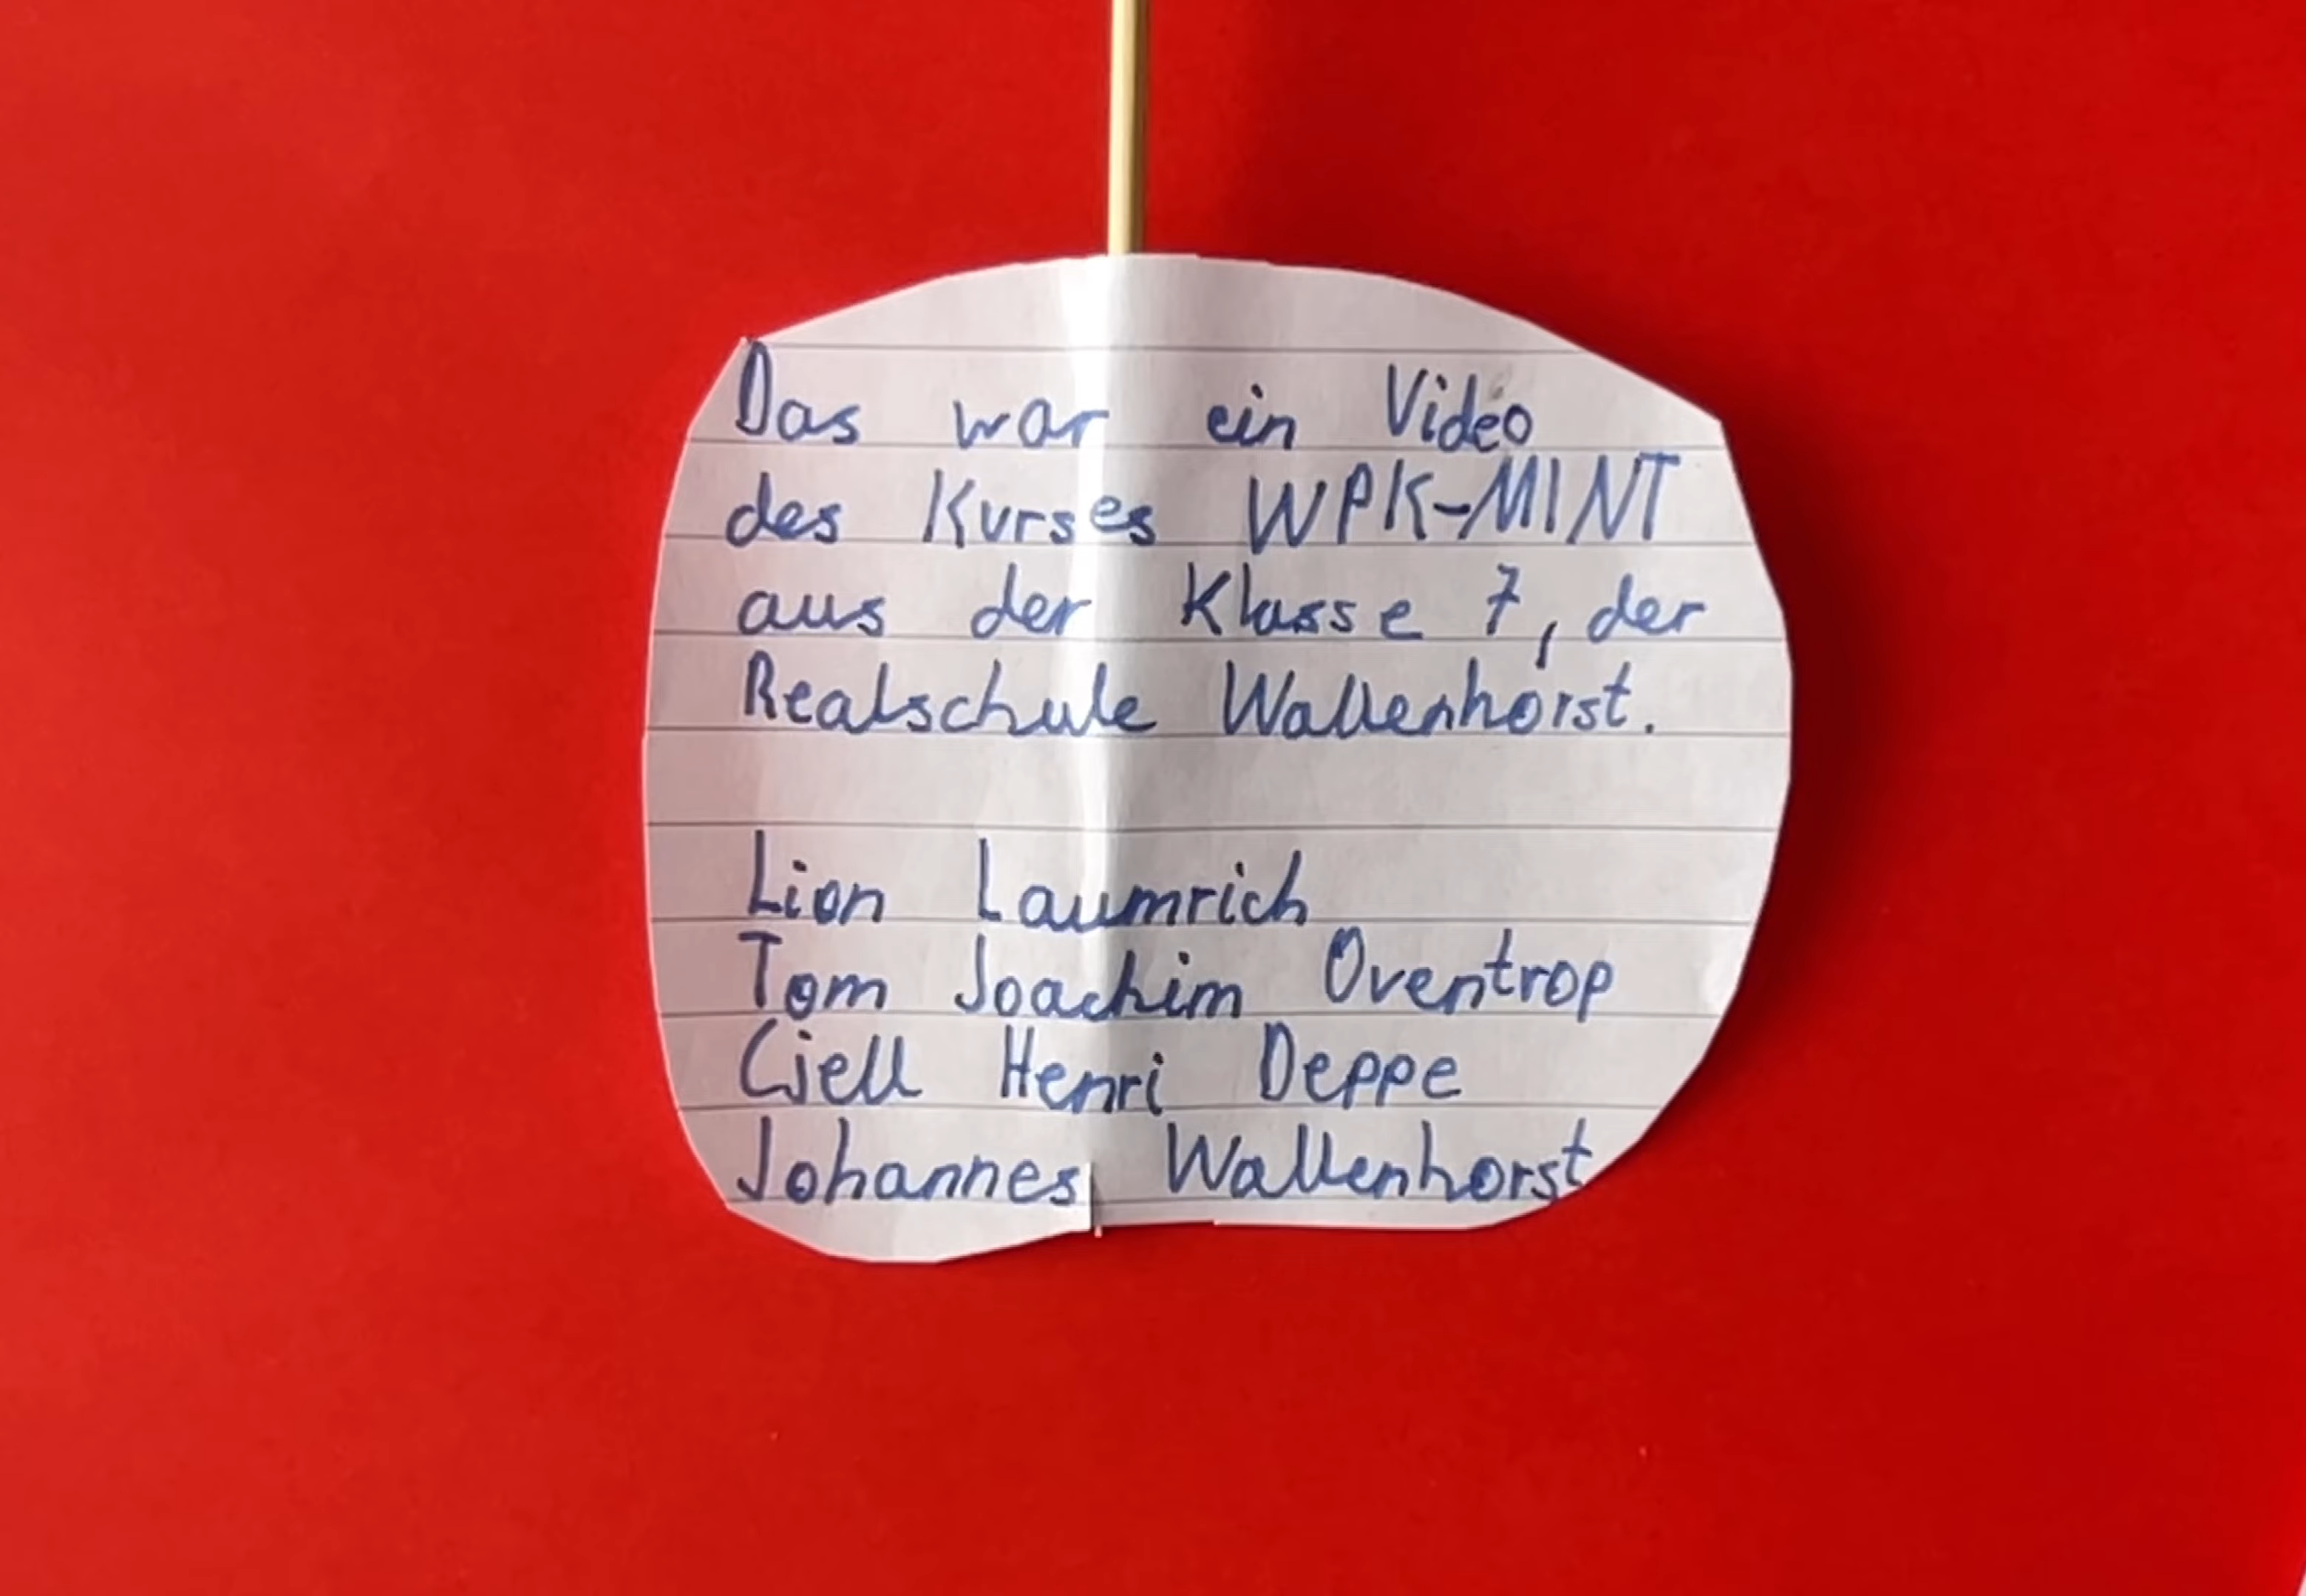 Das war ein Video
des Kurses WPK-MINT
aus der Klasse 7, der
Realschule Wallenhorst.
Lion Laumrich
Tom Joachim Oventrop
Cjell Henri Deppe
Johannes Wallenhorst